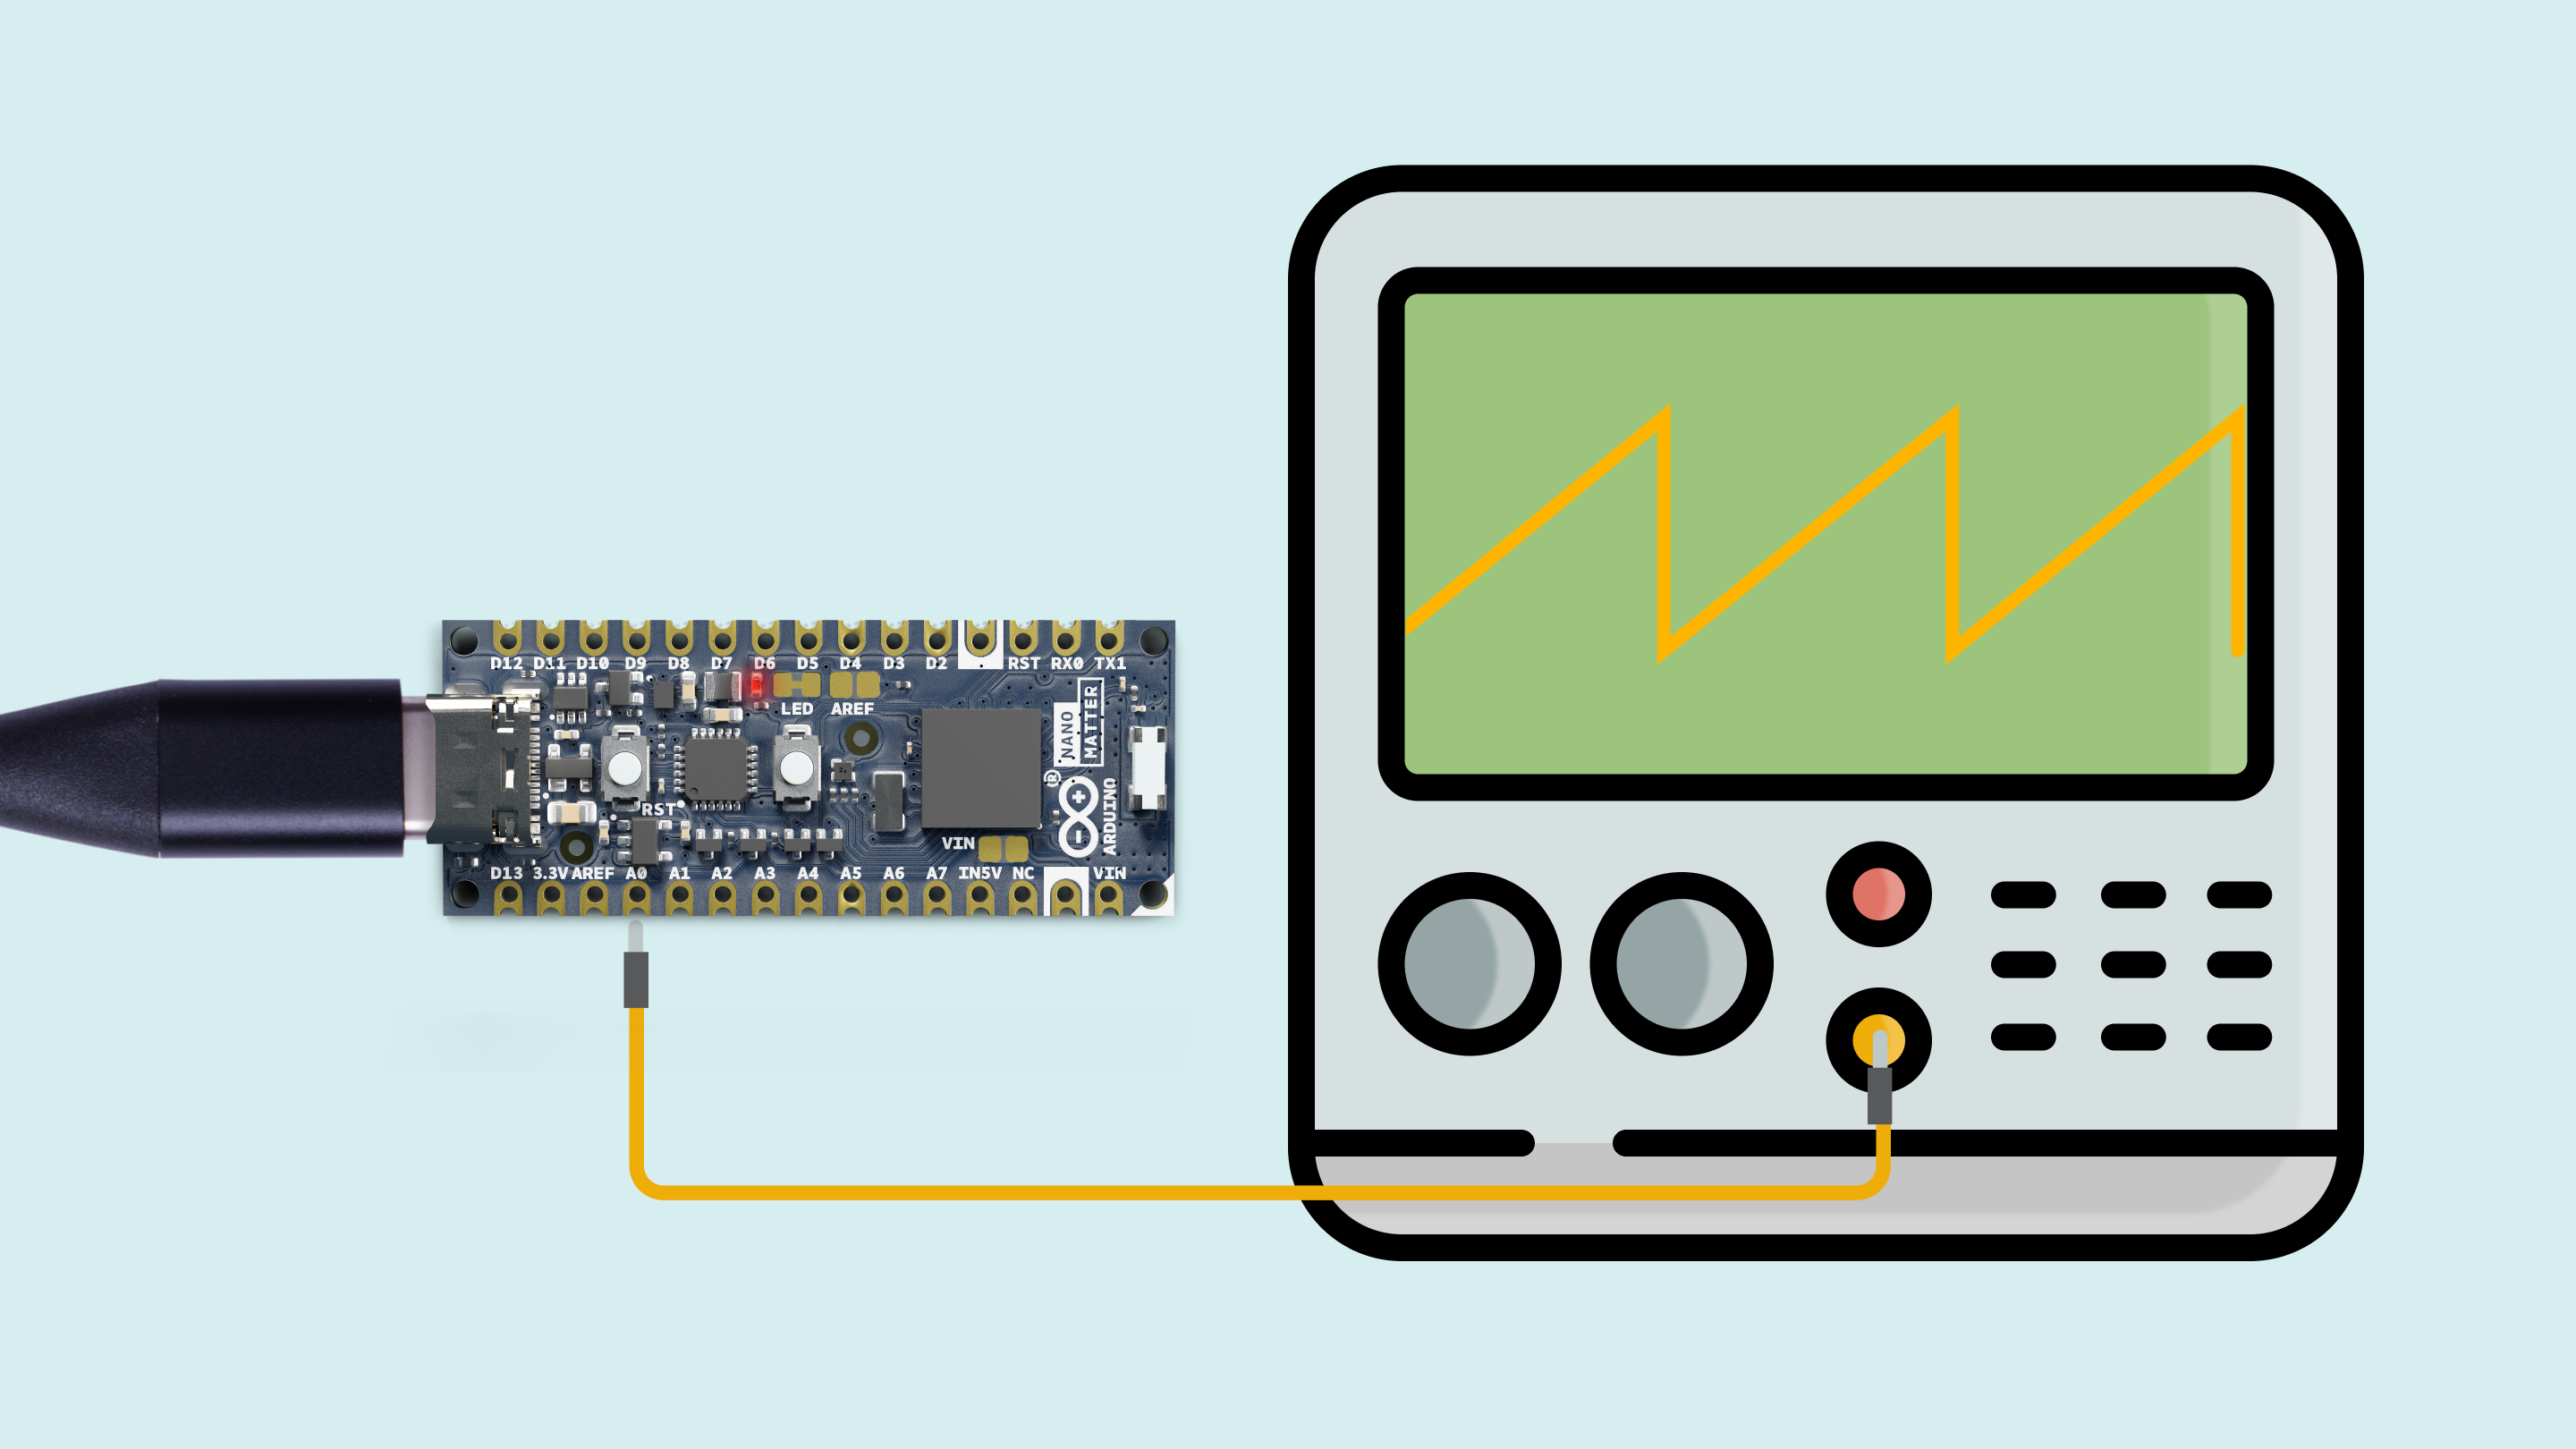 D12 D11 D10 D9 D8 D7 D6 D5 D4 D3 D2 RST RX0 TX1
LED AREF
NANO
MATTER
®
ARDUINO
RST
VIN
D13 3.3V AREF A0 A1 A2 A3 A4 A5 A6 A7 IN5V NC VIN